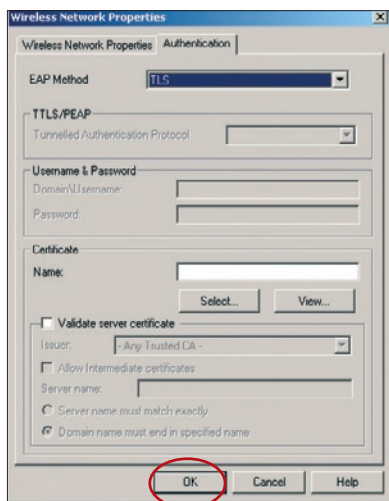 Wireless Network Properties
Wireless Network Properties Authentication
EAP Method TLS
TTLS/PEAP
Tunnelled Authentication Protocol
Username & Password
Domain\Username:
Password:
Certificate
Name:
Select... View...
Validate server certificate
Issuer: - Any Trusted CA -
Allow Intermediate certificates
Server name:
Server name must match exactly
Domain name must end in specified name
OK Cancel Help